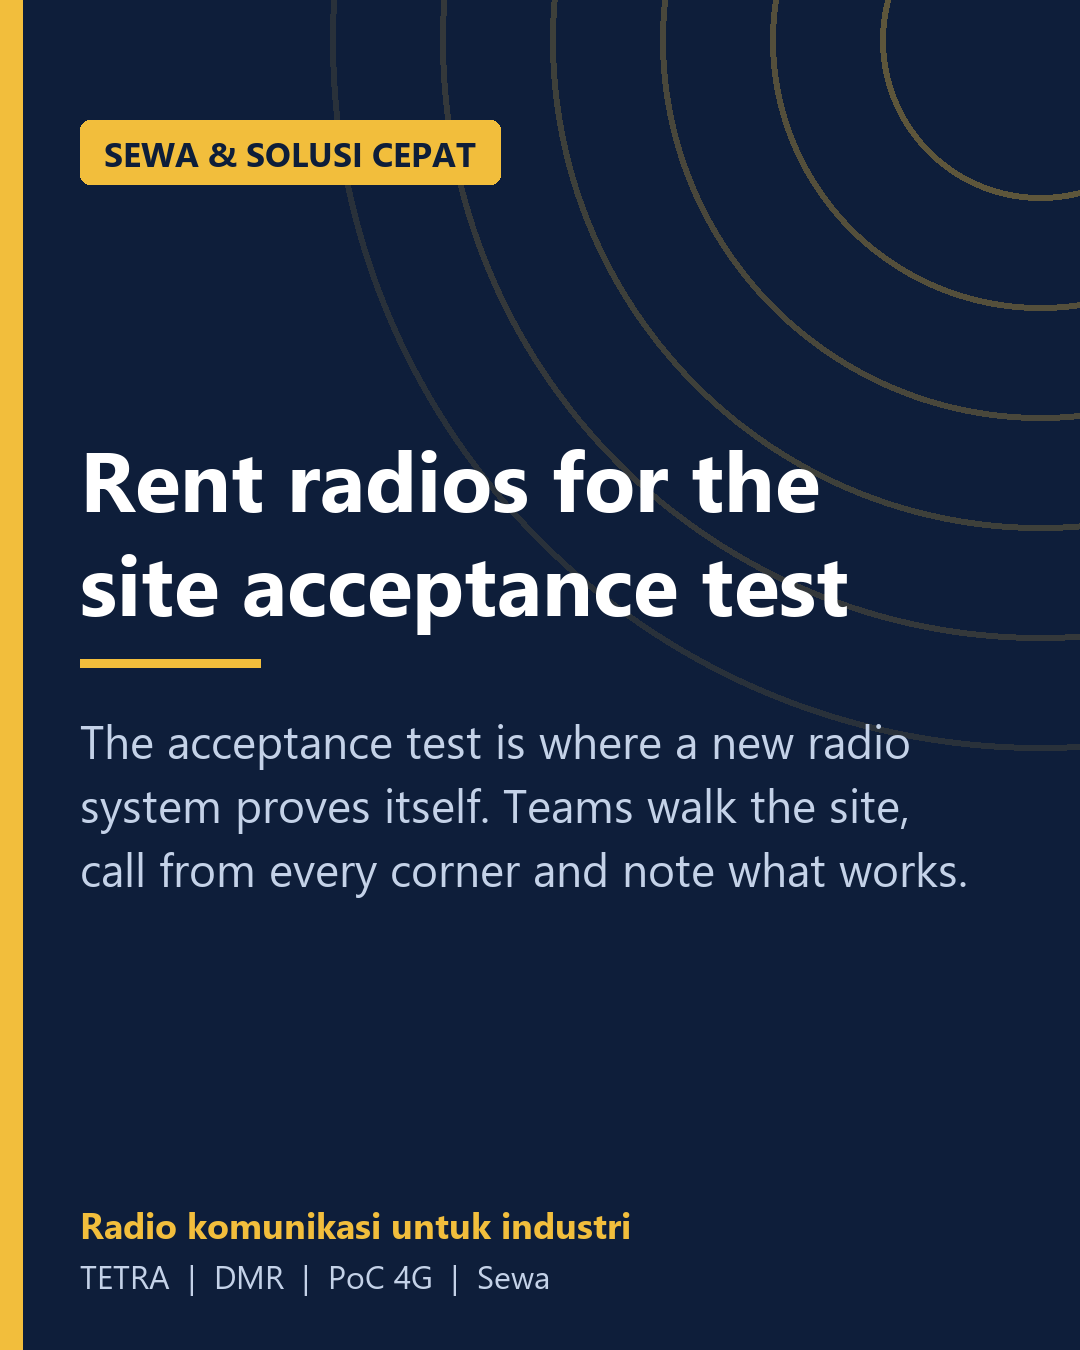 SEWA & SOLUSI CEPAT
Rent radios for the
site acceptance test
The acceptance test is where a new radio
system proves itself. Teams walk the site,
call from every corner and note what works.
Radio komunikasi untuk industri
TETRA | DMR | PoC 4G | Sewa